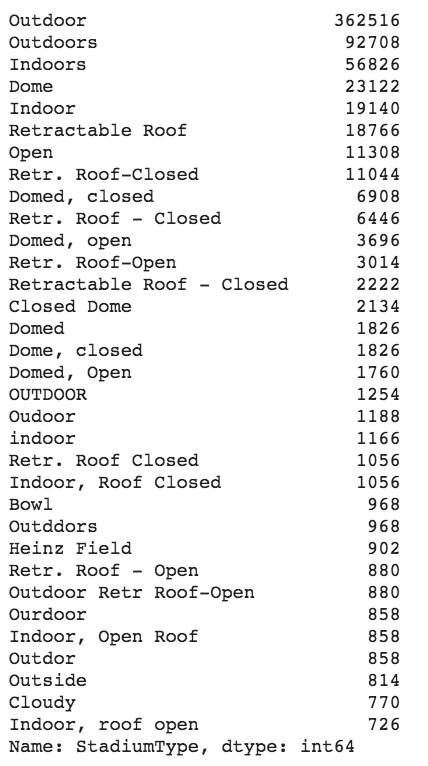 Outdoor 362516
Outdoors 92708
Indoors 56826
Dome 23122
Indoor 19140
Retractable Roof 18766
Open 11308
Retr. Roof-Closed 11044
Domed, closed 6908
Retr. Roof - Closed 6446
Domed, open 3696
Retr. Roof-Open 3014
Retractable Roof - Closed 2222
Closed Dome 2134
Domed 1826
Dome, closed 1826
Domed, Open 1760
OUTDOOR 1254
Oudoor 1188
indoor 1166
Retr. Roof Closed 1056
Indoor, Roof Closed 1056
Bowl 968
Outddors 968
Heinz Field 902
Retr. Roof - Open 880
Outdoor Retr Roof-Open 880
Ourdoor 858
Indoor, Open Roof 858
Outdor 858
Outside 814
Cloudy 770
Indoor, roof open 726
Name: StadiumType, dtype: int64